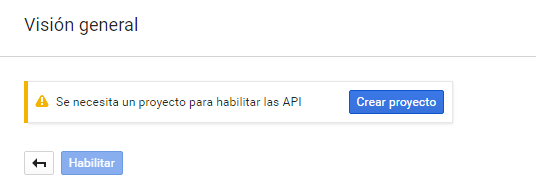 Visión general
Se necesita un proyecto para habilitar las API
Crear proyecto
Habilitar